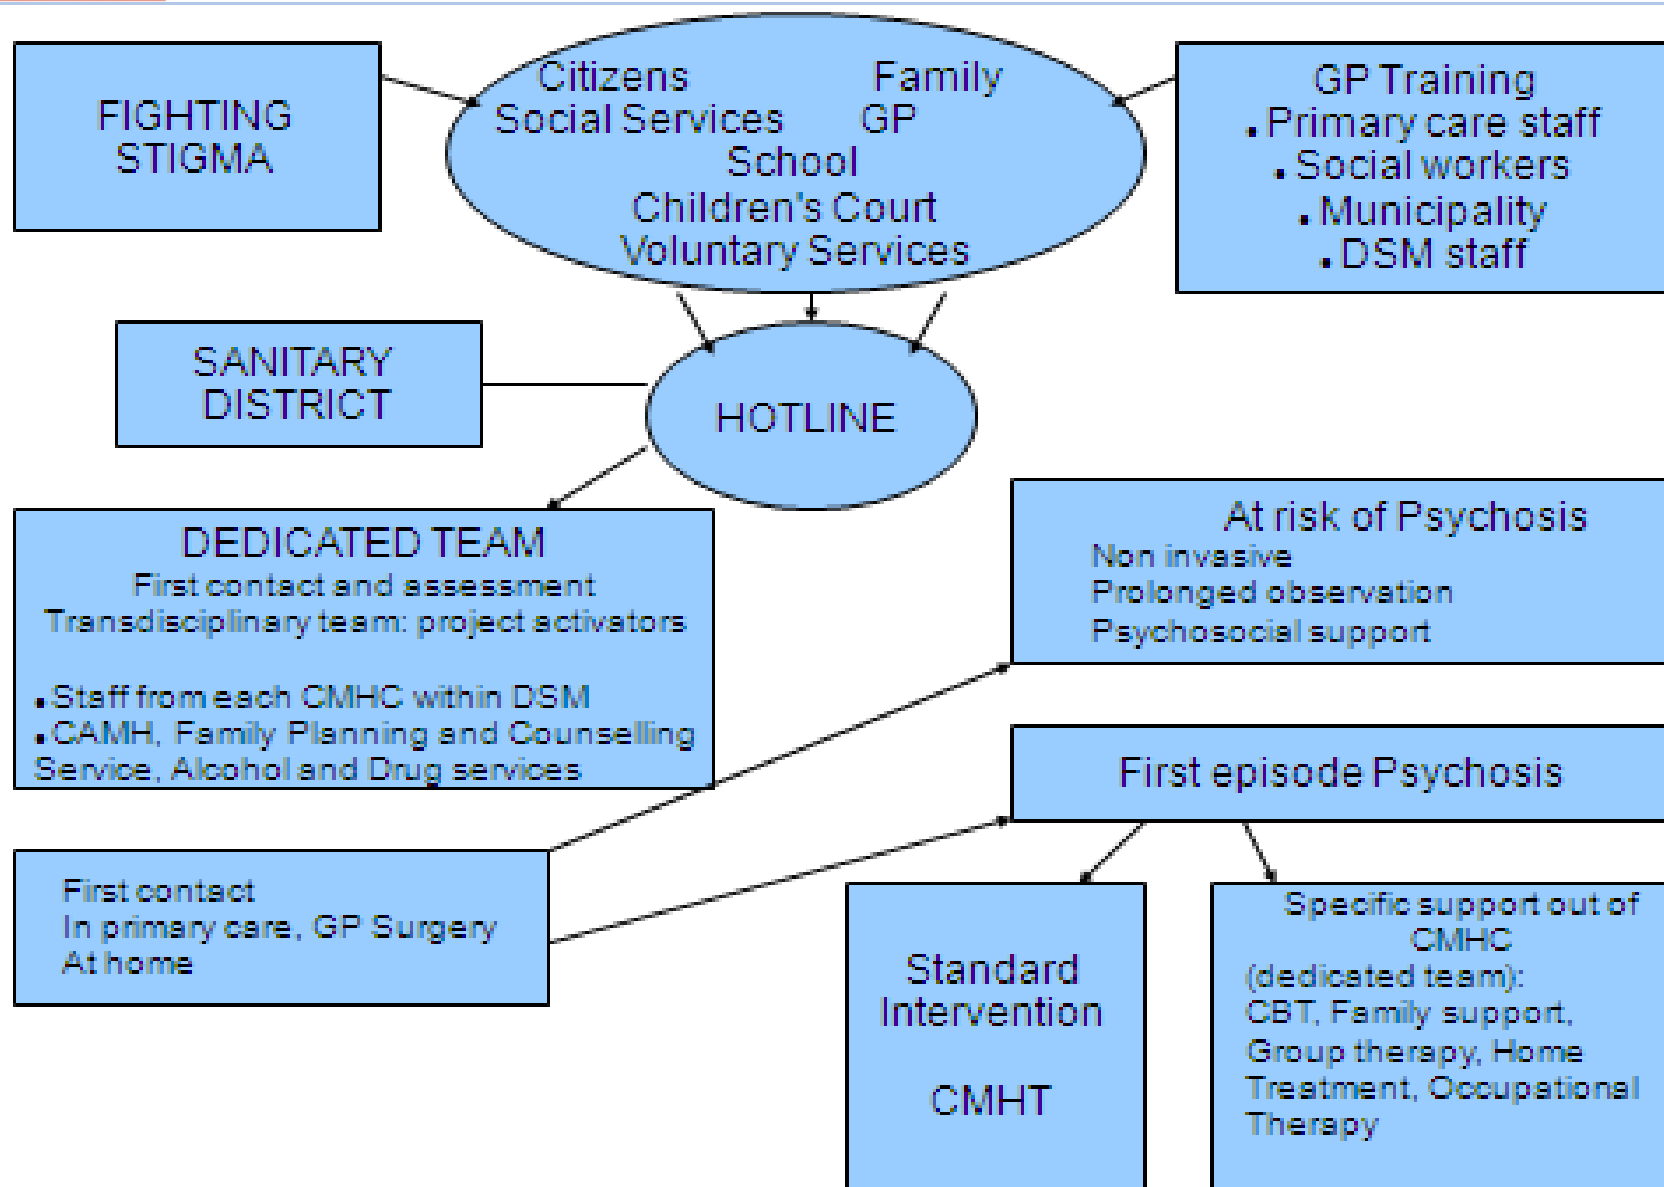 FIGHTING
STIGMA
Citizens Family
Social Services GP
School
Children's Court
Voluntary Services
GP Training
. Primary care staff
. Social workers
. Municipality
. DSM staff
SANITARY
DISTRICT
HOTLINE
DEDICATED TEAM
First contact and assessment
Transdisciplinary team: project activators
. Staff from each CMHC within DSM
. CAMH, Family Planning and Counselling
Service, Alcohol and Drug services
At risk of Psychosis
Non invasive
Prolonged observation
Psychosocial support
First episode Psychosis
First contact
In primary care, GP Surgery
At home
Standard
Intervention
CMHT
Specific support out of
CMHC
(dedicated team):
CBT, Family support,
Group therapy, Home
Treatment, Occupational
Therapy